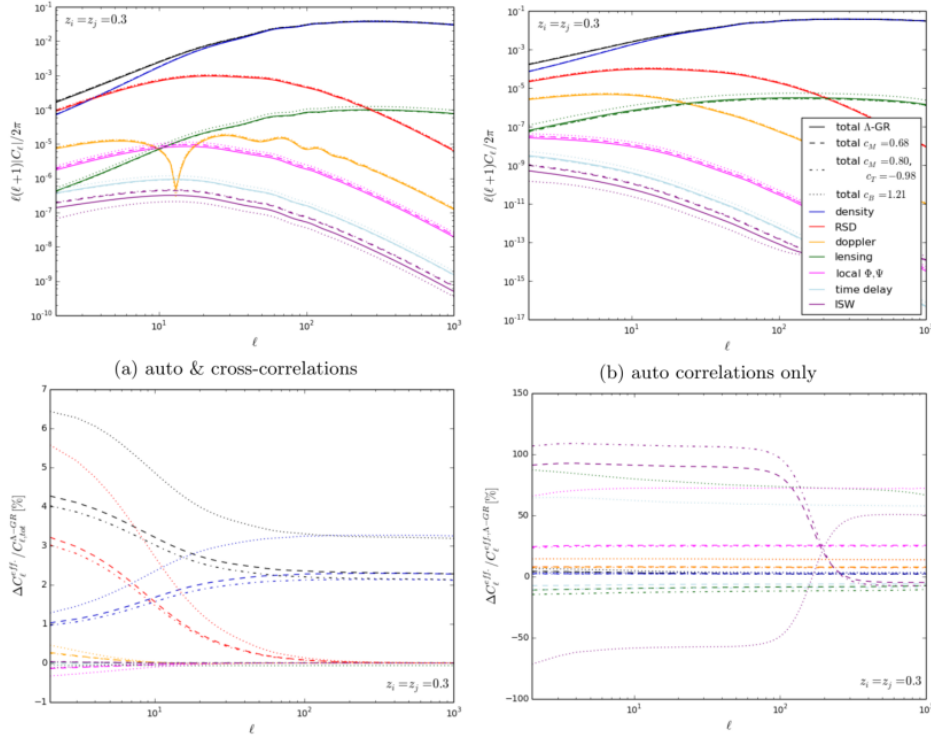 z_i = z_j = 0.3
10^{-1}
10^0
10^{-1}
10^{-2}
10^{-3}
10^{-4}
10^{-5}
10^{-6}
10^{-7}
10^{-8}
10^{-9}
10^{-10}
ℓ(ℓ+1)|C_ℓ|/2π
10^1
10^2
10^3
ℓ
(a) auto & cross-correlations
z_i = z_j = 0.3
10^{-1}
10^{-3}
10^{-5}
10^{-7}
10^{-9}
10^{-11}
10^{-13}
10^{-15}
10^{-17}
ℓ(ℓ+1)C_ℓ/2π
total Λ-GR
total c_M = 0.68
total c_M = 0.80,
c_T = −0.98
total c_B = 1.21
density
RSD
doppler
lensing
local Φ,Ψ
time delay
ISW
10^1
10^2
ℓ
(b) auto correlations only
7
6
5
4
3
2
1
0
−1
ΔC_ℓ^{eff.}/C_{ℓ,tot}^{Λ−GR} [%]
z_i = z_j = 0.3
10^1
10^2
10^3
ℓ
150
100
50
0
−50
−100
ΔC_ℓ^{eff.}/C_ℓ^{eff.Λ−GR} [%]
z_i = z_j = 0.3
10^1
10^2
ℓ